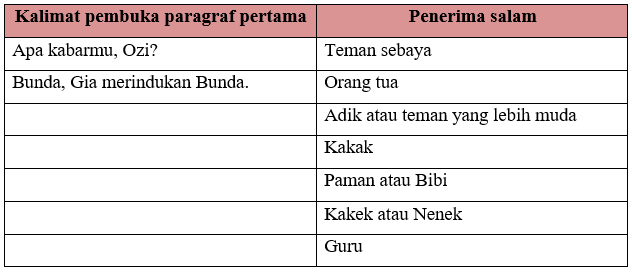 Kalimat pembuka paragraf pertama Penerima salam
Apa kabarmu, Ozi? Teman sebaya
Bunda, Gia merindukan Bunda. Orang tua
Adik atau teman yang lebih muda
Kakak
Paman atau Bibi
Kakek atau Nenek
Guru